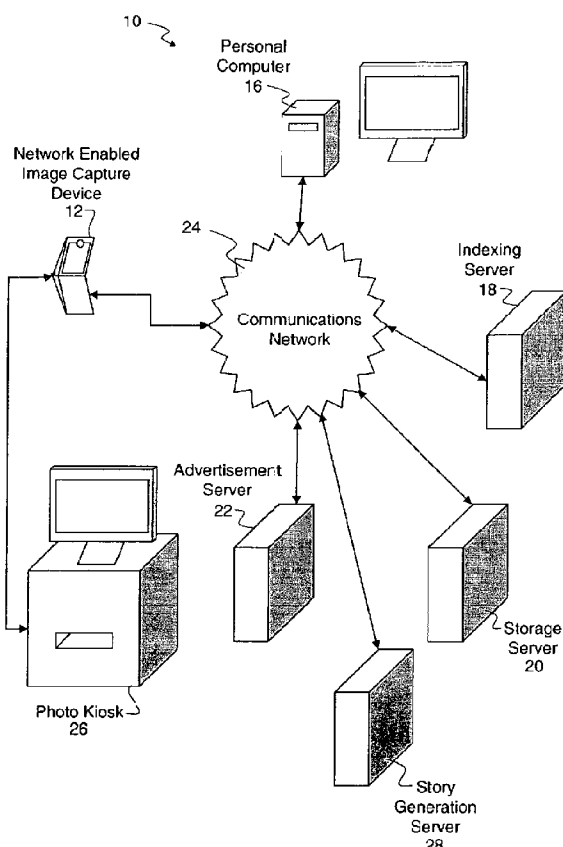 10
Personal
Computer
16
Network Enabled
Image Capture
Device
12
24
Indexing Server
18
Communications
Network
Advertisement
Server
22
Storage
Server
20
Photo Kiosk
26
Story
Generation
Server
28